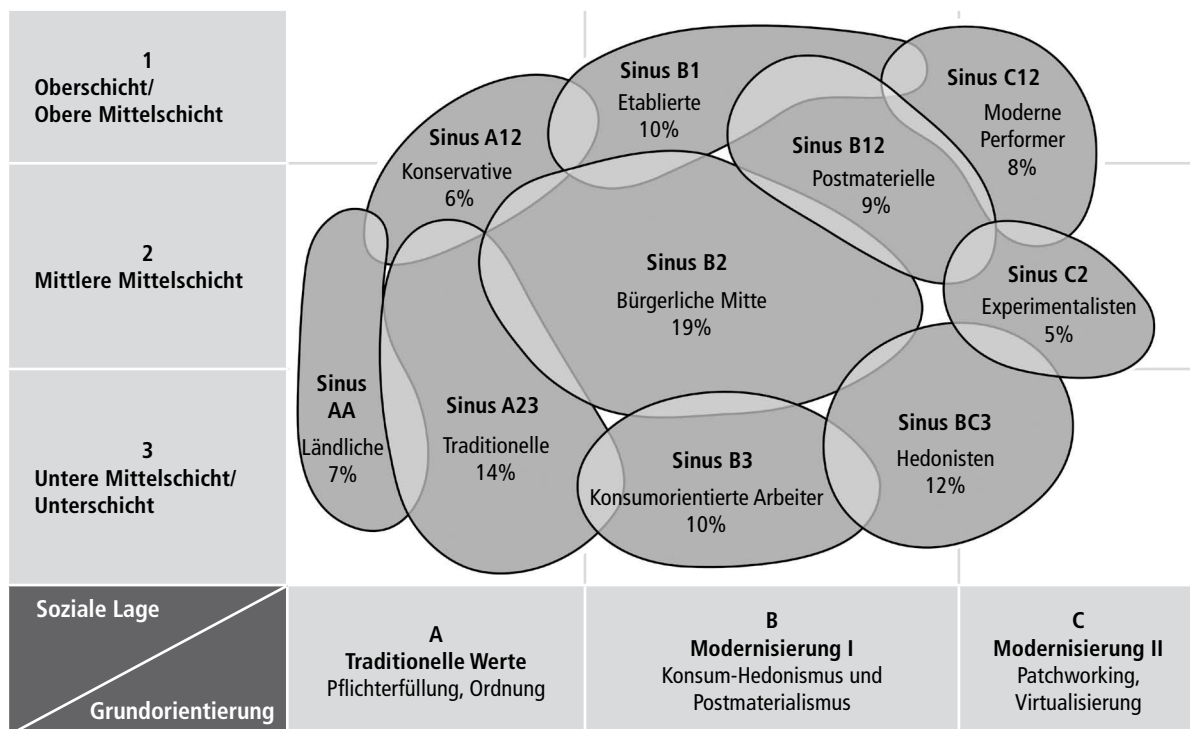 1
Oberschicht/
Obere Mittelschicht
2
Mittlere Mittelschicht
3
Untere Mittelschicht/
Unterschicht
Sinus B1
Etablierte
10%
Sinus C12
Moderne
Performer
8%
Sinus A12
Konservative
6%
Sinus B12
Postmaterielle
9%
Sinus B2
Bürgerliche Mitte
19%
Sinus C2
Experimentalisten
5%
Sinus
AA
Ländliche
7%
Sinus A23
Traditionelle
14%
Sinus B3
Konsumorientierte Arbeiter
10%
Sinus BC3
Hedonisten
12%
Soziale Lage
Grundorientierung
A
Traditionelle Werte
Pflichterfüllung, Ordnung
B
Modernisierung I
Konsum-Hedonismus und
Postmaterialismus
C
Modernisierung II
Patchworking,
Virtualisierung